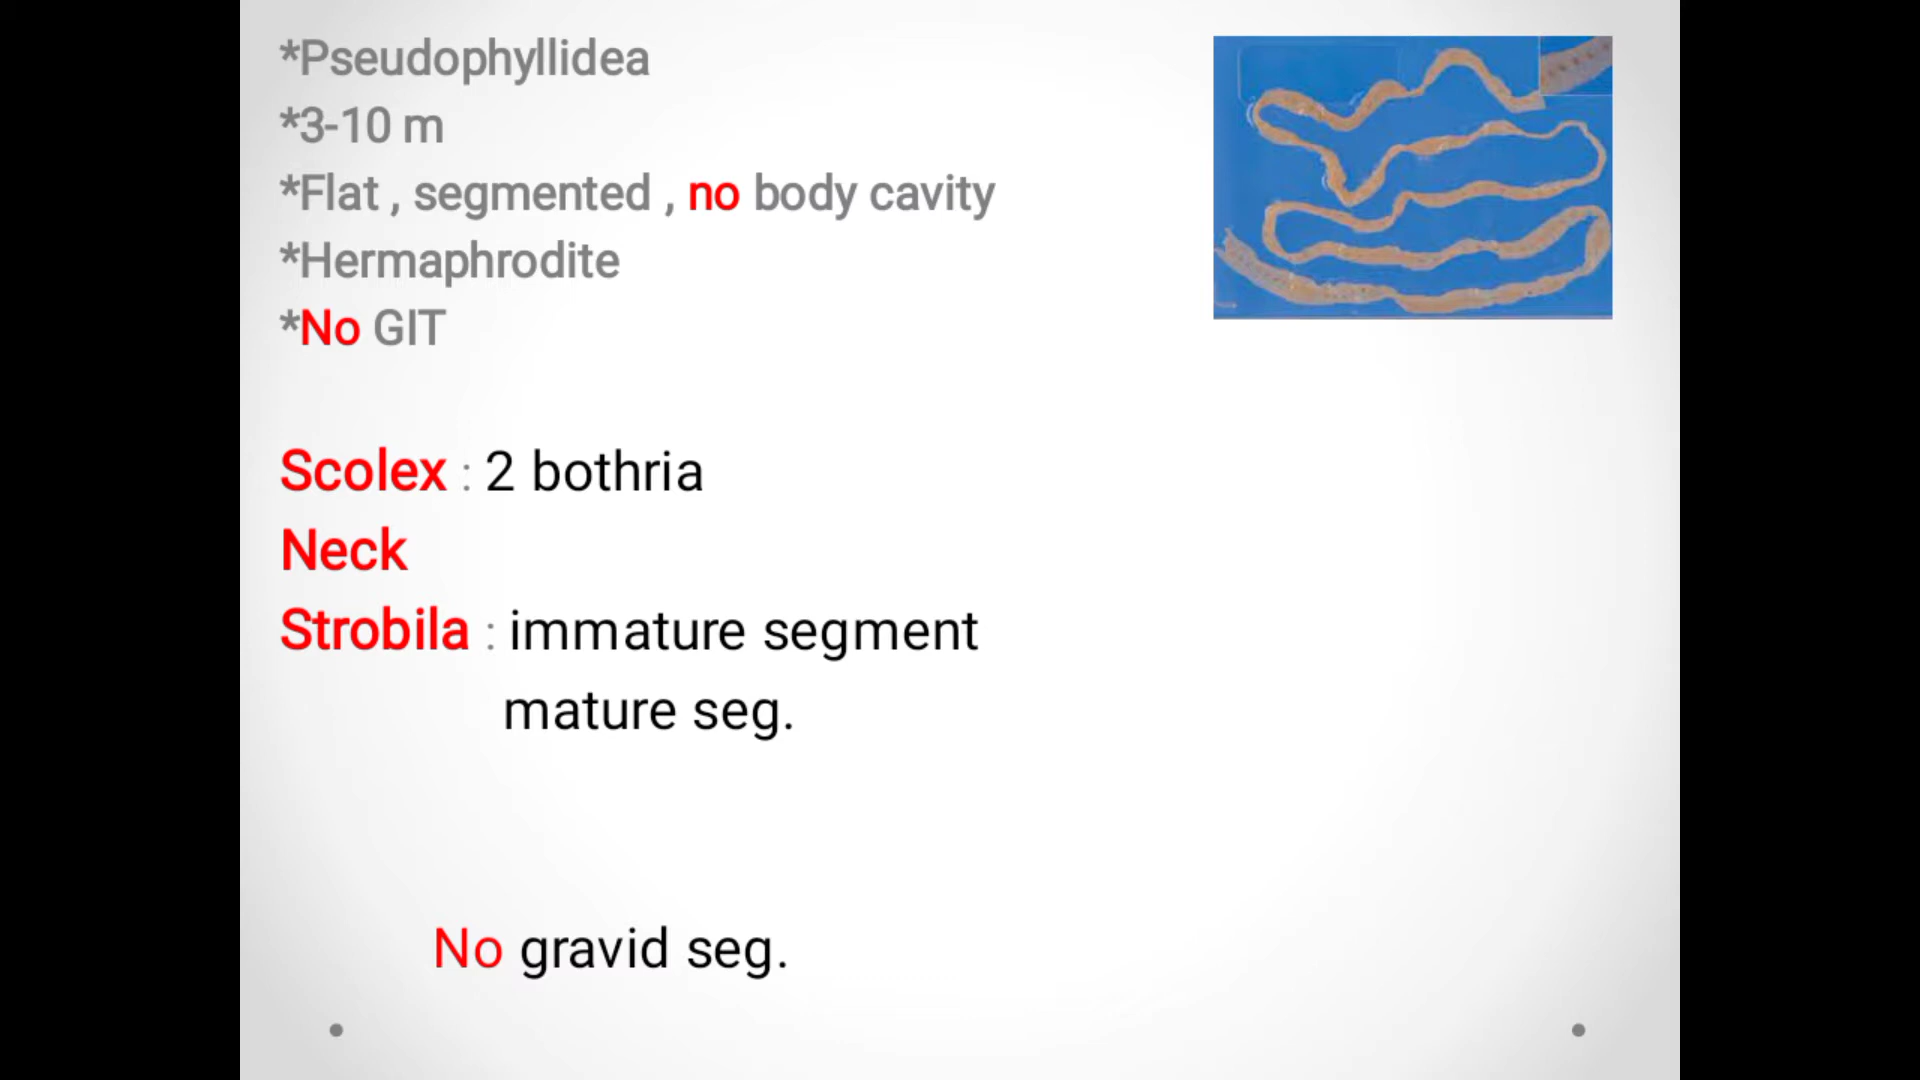 *Pseudophyllidea
*3-10 m
*Flat , segmented , no body cavity
*Hermaphrodite
*No GIT
Scolex : 2 bothria
Neck
Strobila : immature segment
mature seg.
No gravid seg.